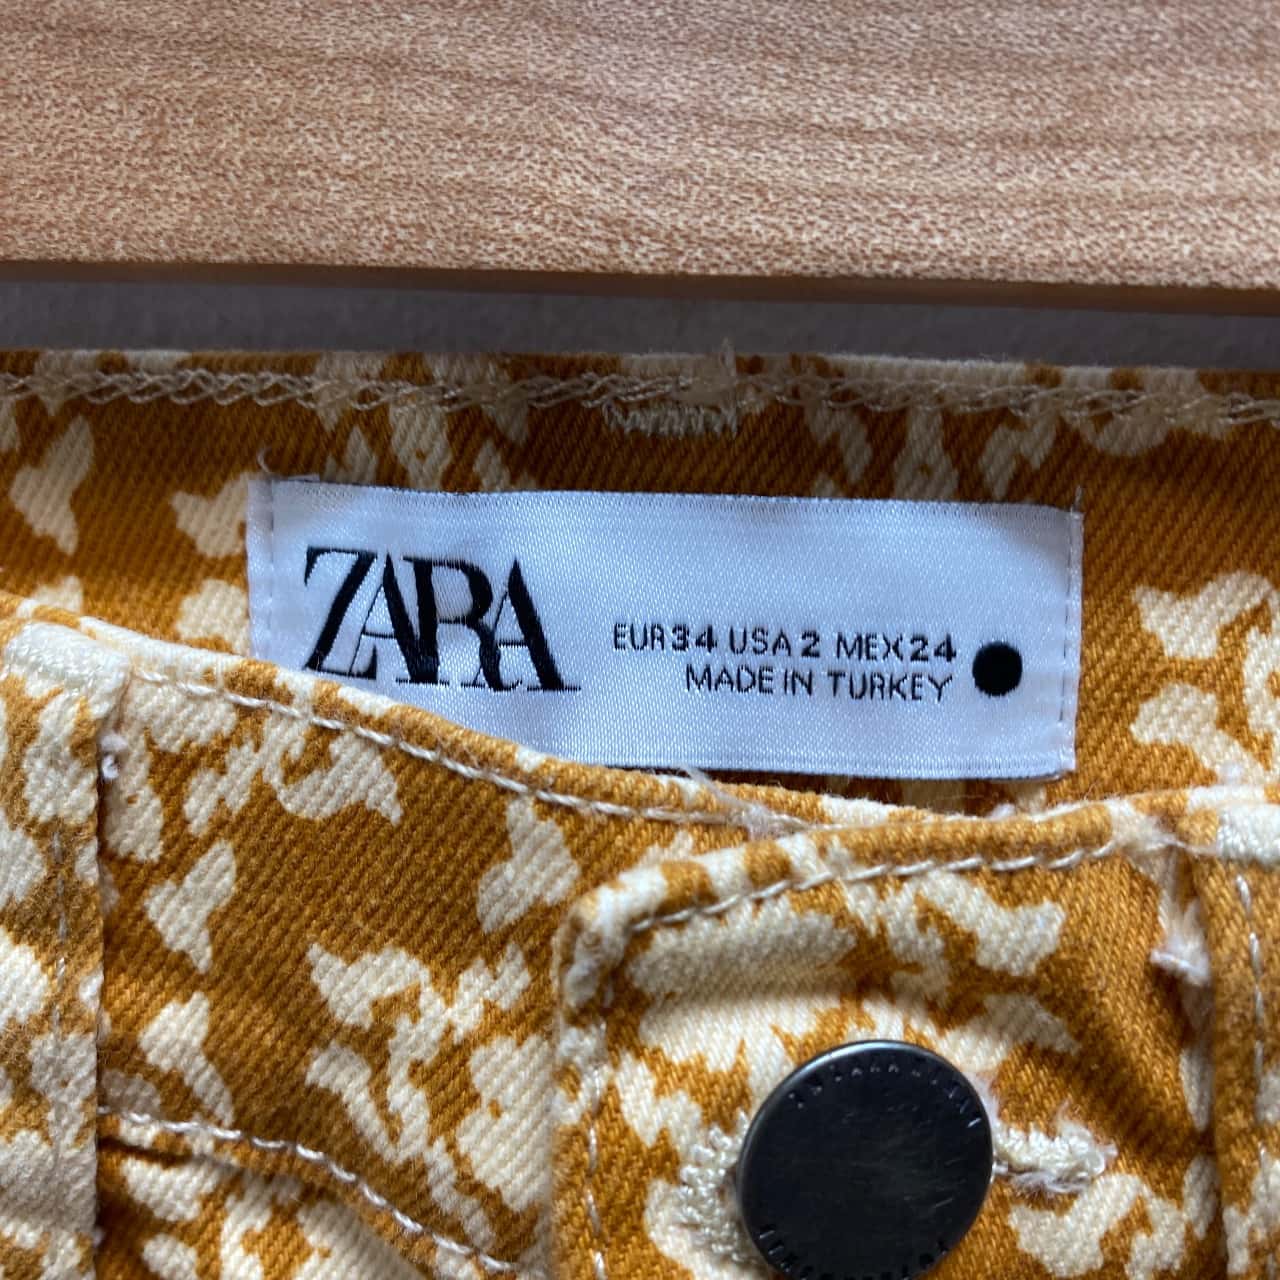 ZARA
EUR 34 USA 2 MEX 24
MADE IN TURKEY